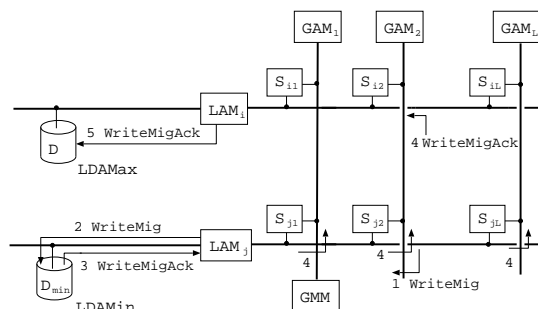 GAM1 GAM2 GAML
Si1 Si2 SiL
LAMi
5 WriteMigAck
D
4 WriteMigAck
LDAMax
Sj1 Sj2 SjL
2 WriteMig
LAMj
3 WriteMigAck
4 4 4
Dmin
1 WriteMig
GMM
LDAMin